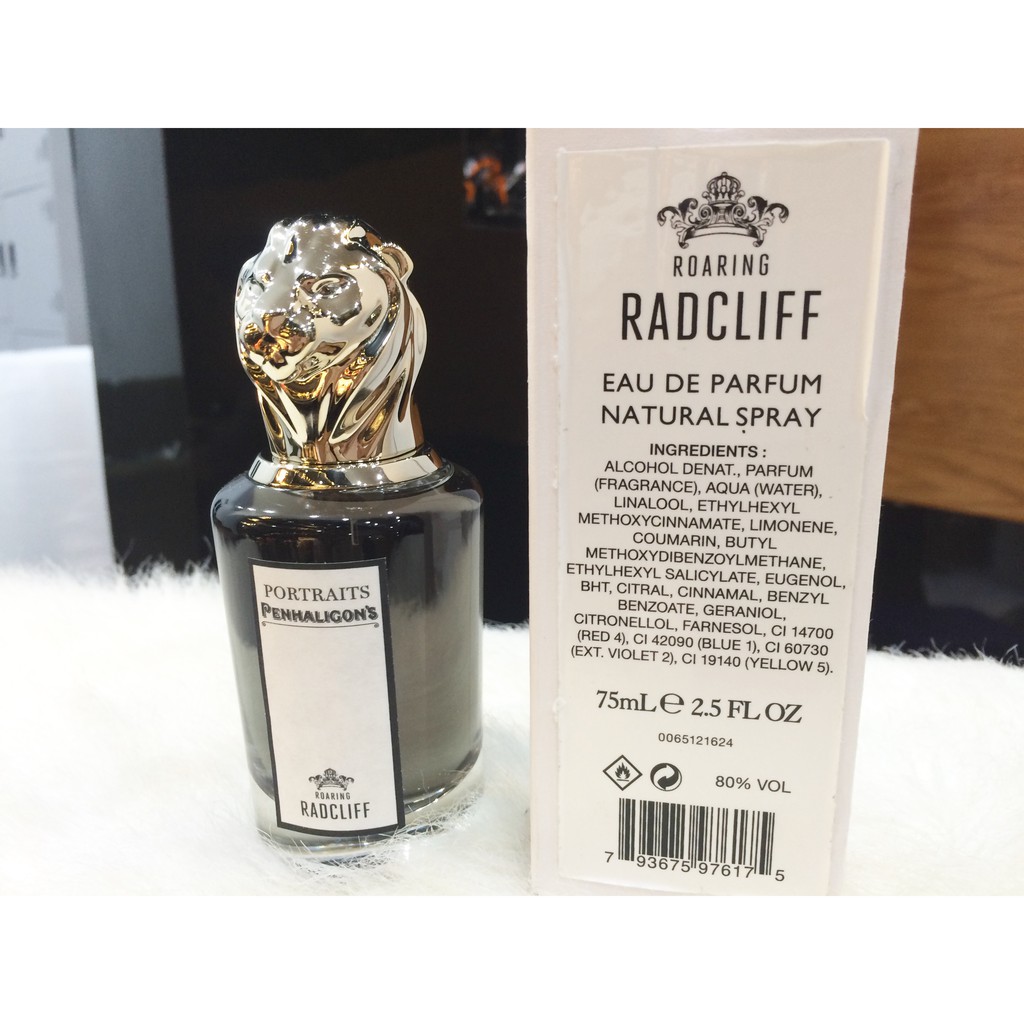 PORTRAITS
PENHALIGON'S
ROARING
RADCLIFF
ROARING
RADCLIFF
EAU DE PARFUM
NATURAL SPRAY
INGREDIENTS :
ALCOHOL DENAT., PARFUM
(FRAGRANCE), AQUA (WATER),
LINALOOL, ETHYLHEXYL
METHOXYCINNAMATE, LIMONENE,
COUMARIN, BUTYL
METHOXYDIBENZOYLMETHANE,
ETHYLHEXYL SALICYLATE, EUGENOL,
BHT, CITRAL, CINNAMAL, BENZYL
BENZOATE, GERANIOL,
CITRONELLOL, FARNESOL, CI 14700
(RED 4), CI 42090 (BLUE 1), CI 60730
(EXT. VIOLET 2), CI 19140 (YELLOW 5).
75mL e 2.5 FL OZ
0065121624
80% VOL
7 93675 97617 5